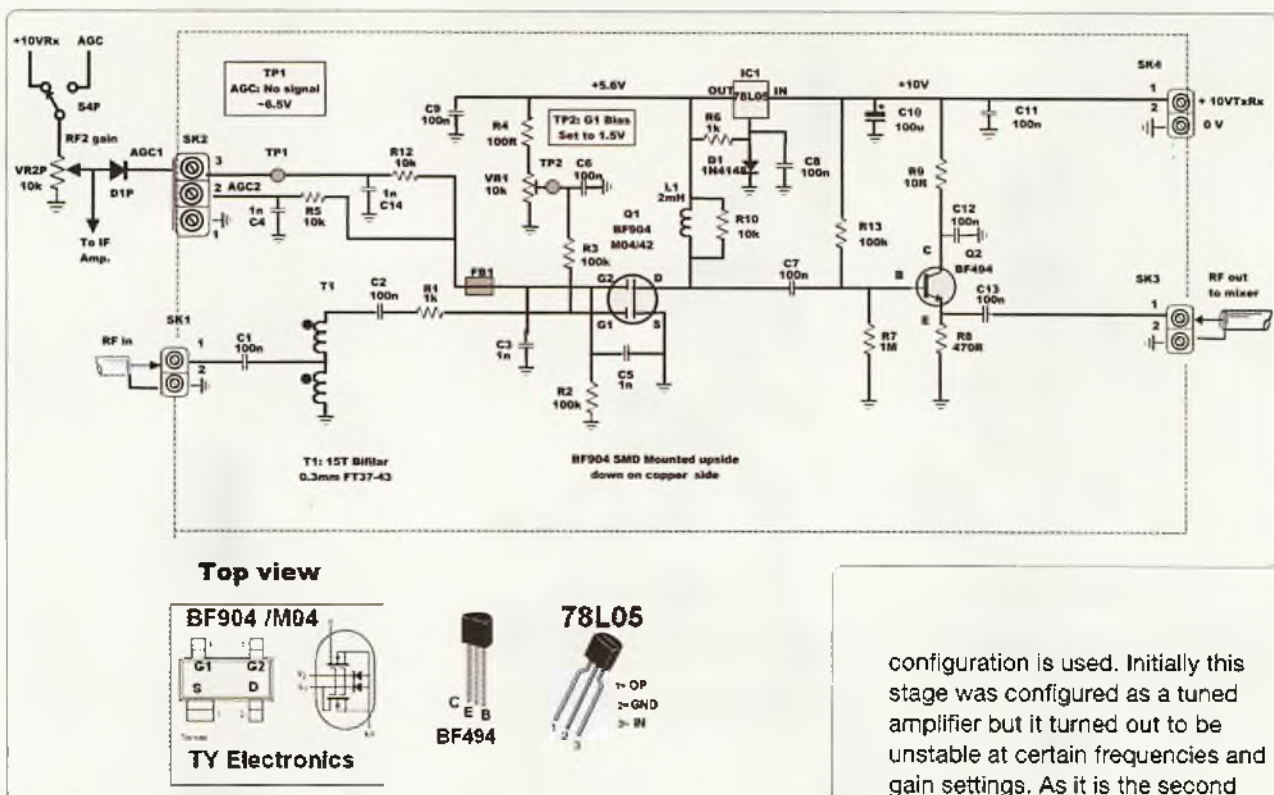 +10VRx AGC
S4P
RF2 gain
VR2P
10k
D1P
AGC1
To IF
Amp.
TP1
AGC: No signal
~6.5V
SK2
3
2
1
TP1
AGC2
R12
10k
1n
C14
1n
C4
R5
10k
C9
100n
R4
100R
+5.6V
TP2: G1 Bias
Set to 1.5V
VR1
10k
TP2
C6
100n
R3
100k
Q1
BF904
M04/42
OUT
IC1
78L05
IN
R6
1k
D1
1N4148
C8
100n
L1
2mH
R10
10k
+10V
C10
100u
C11
100n
SK4
1
2
+ 10VTxRx
0 V
R9
10R
C12
100n
R13
100k
C
Q2
BF494
B
E
C7
100n
C13
100n
R7
1M
R8
470R
SK3
1
2
RF out
to mixer
FB1
G2
D
G1
S
C3
1n
C5
1n
R2
100k
T1
C2
100n
R1
1k
SK1
RF in
1
2
C1
100n
T1: 15T Bifilar
0.3mm FT37-43
BF904 SMD Mounted upside
down on copper side
Top view
BF904 /M04
G1 G2
S D
TY Electronics
C
E
B
BF494
78L05
1= OP
2= GND
3= IN
1
2
3
configuration is used. Initially this
stage was configured as a tuned
amplifier but it turned out to be
unstable at certain frequencies and
gain settings. As it is the second